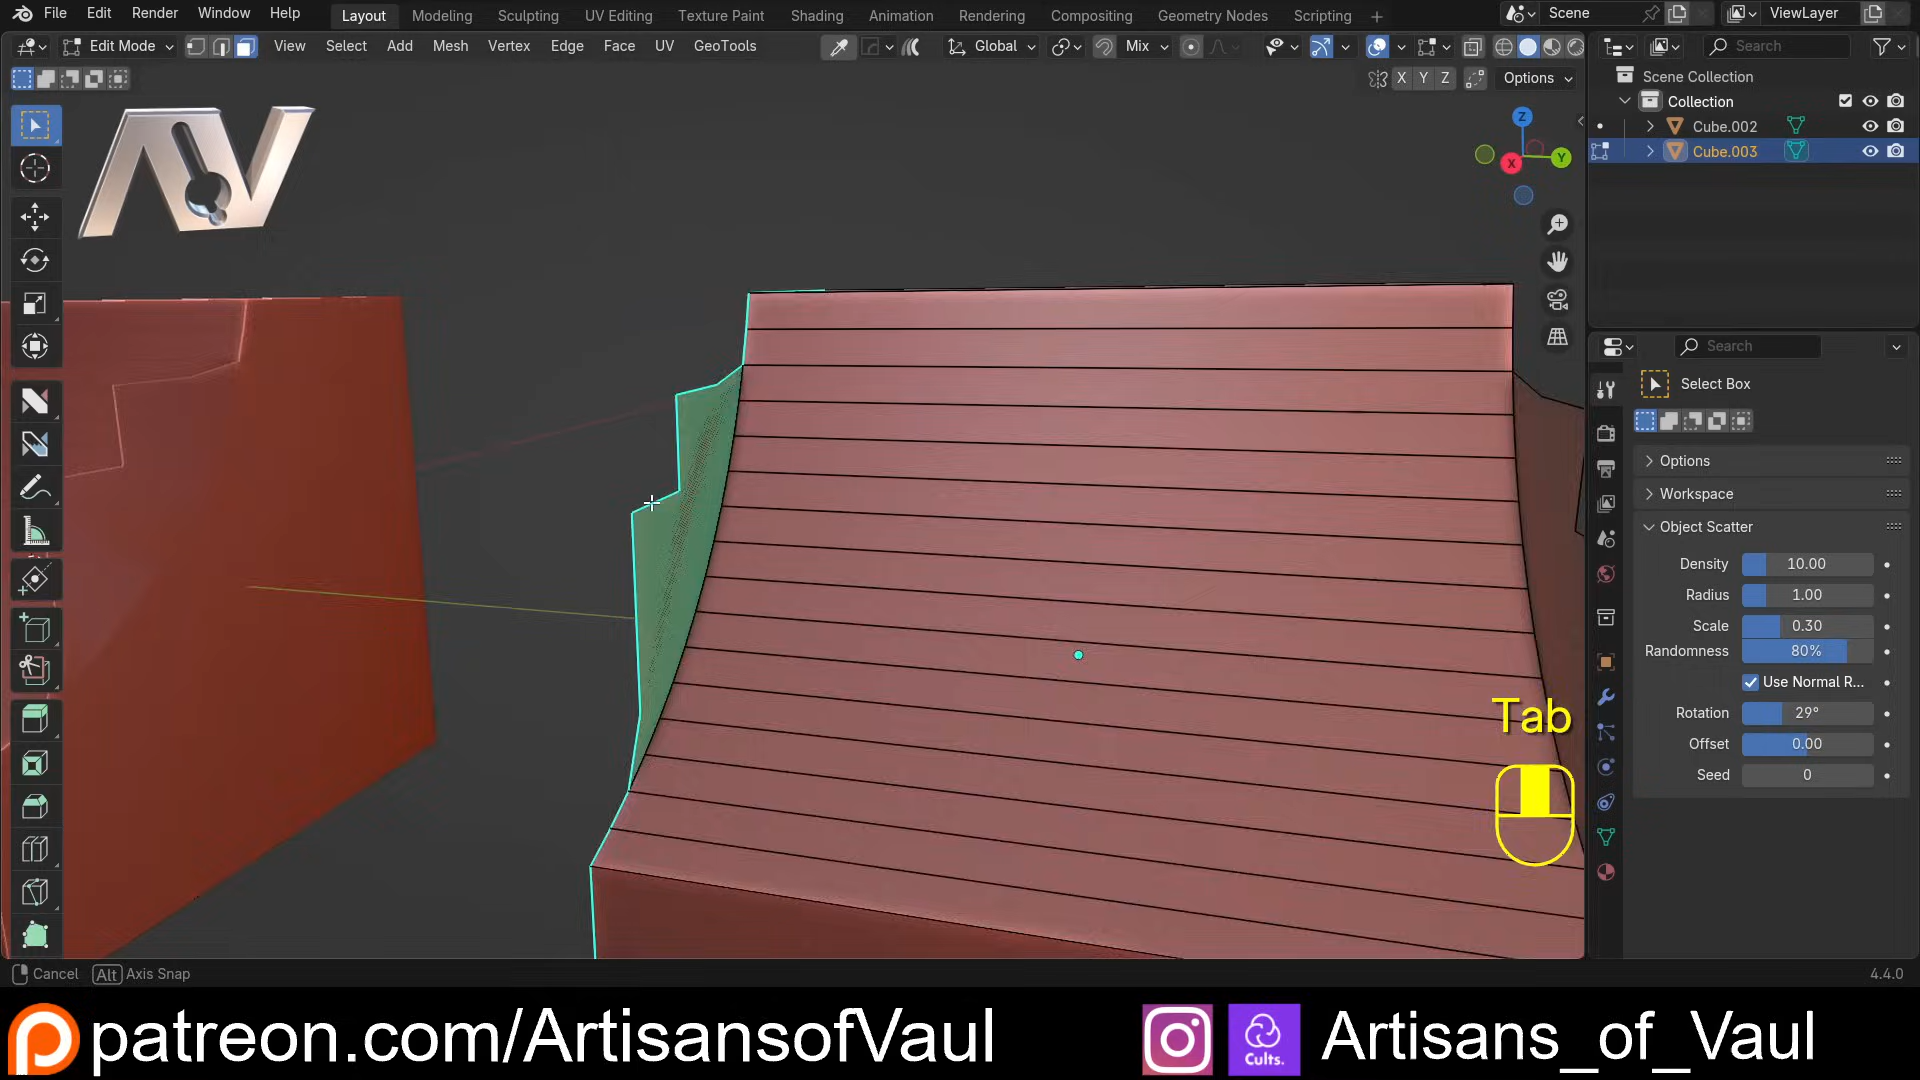 File Edit Render Window Help Layout Modeling Sculpting UV Editing Texture Paint Shading Animation Rendering Compositing Geometry Nodes Scripting + Scene ViewLayer
Edit Mode View Select Add Mesh Vertex Edge Face UV GeoTools Global Mix Search
X Y Z Options
Scene Collection
Collection
Cube.002
Cube.003
Z
X Y
Search
Select Box
Options
Workspace
Object Scatter
Density 10.00
Radius 1.00
Scale 0.30
Randomness 80%
Use Normal R...
Rotation 29°
Offset 0.00
Seed 0
Tab
Cancel Alt Axis Snap 4.4.0
patreon.com/ArtisansofVaul Cults. Artisans_of_Vaul